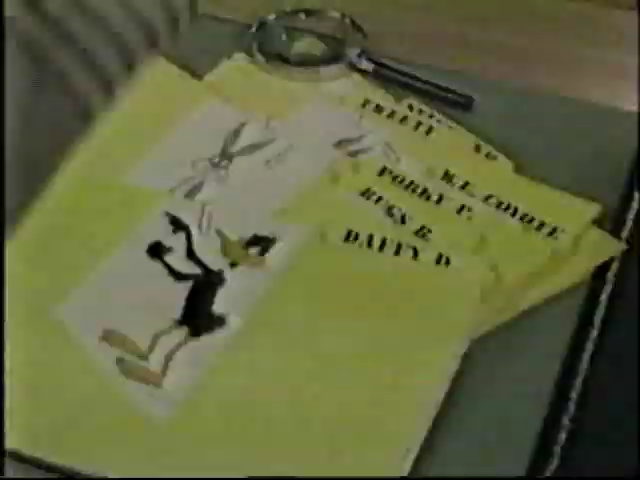 TWEETY
W.E. COYOTE
PORKY P.
BUGS B.
DAFFY D.